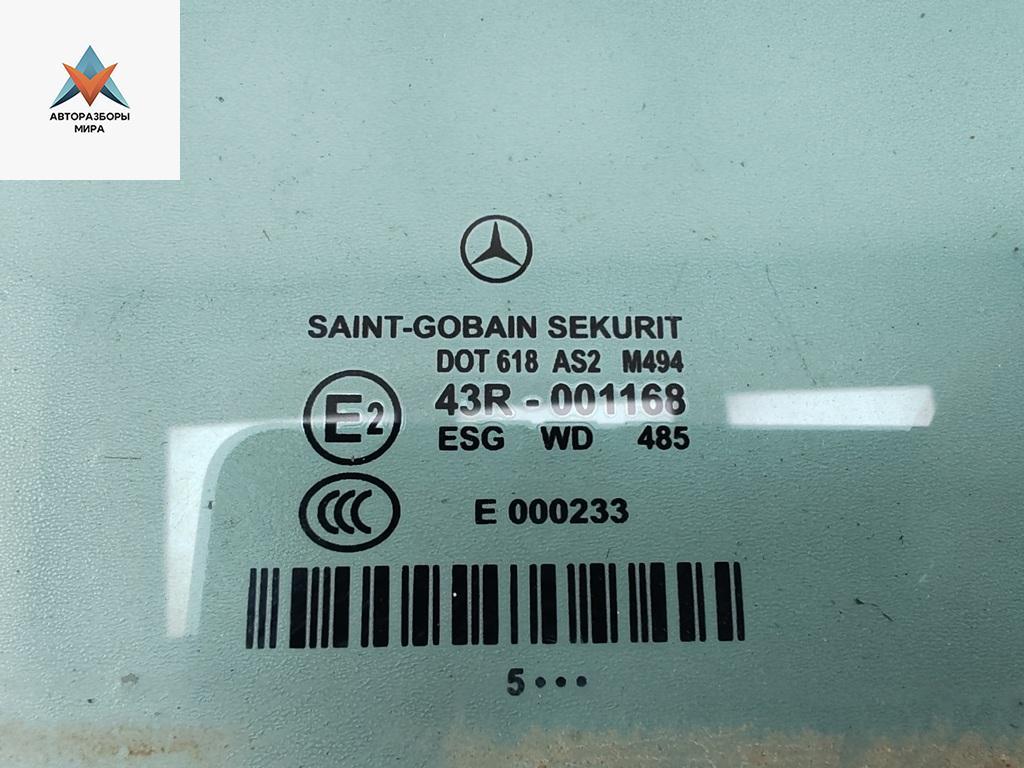 АВТОРАЗБОРЫ
МИРА
SAINT-GOBAIN SEKURIT
DOT 618 AS2 M494
E2
43R - 001168
ESG WD 485
CCC
E 000233
5•••